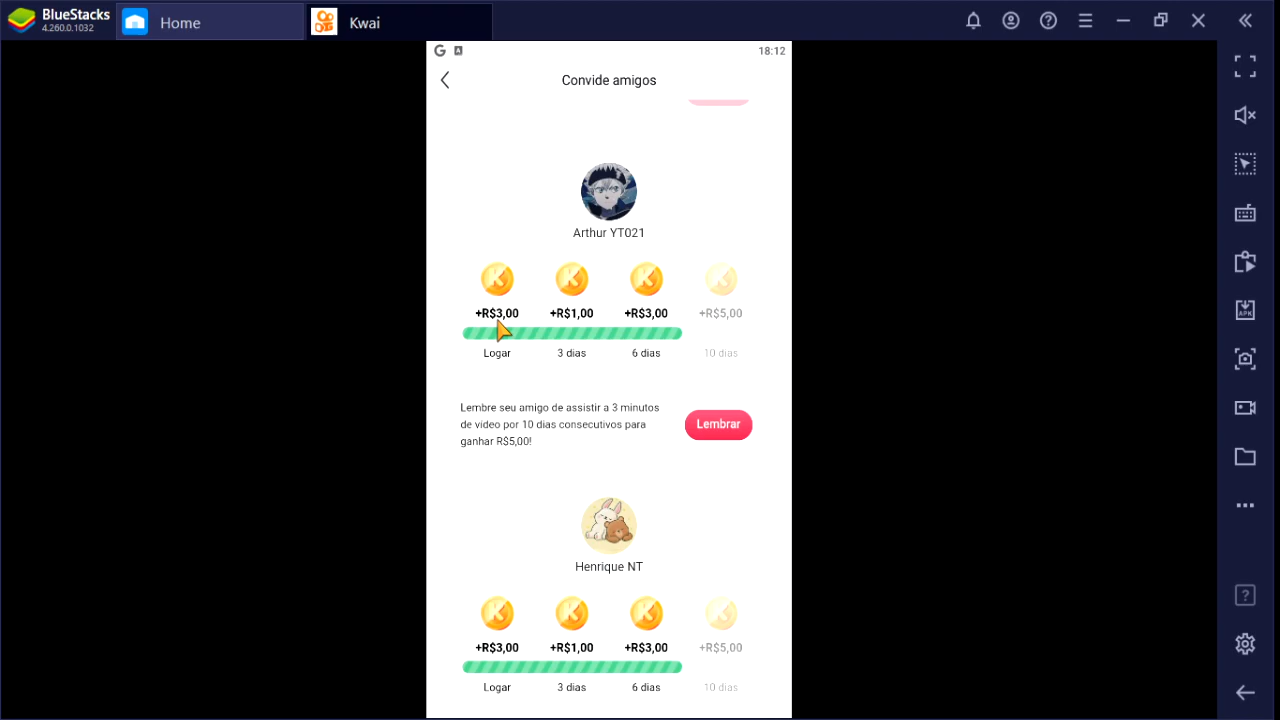 BlueStacks
4.260.0.1032
Home
Kwai
G A
18:12
Convide amigos
Arthur YT021
+R$3,00 +R$1,00 +R$3,00 +R$5,00
Logar 3 dias 6 dias 10 dias
Lembre seu amigo de assistir a 3 minutos
de vídeo por 10 dias consecutivos para
ganhar R$5,00!
Lembrar
Henrique NT
+R$3,00 +R$1,00 +R$3,00 +R$5,00
Logar 3 dias 6 dias 10 dias
APK